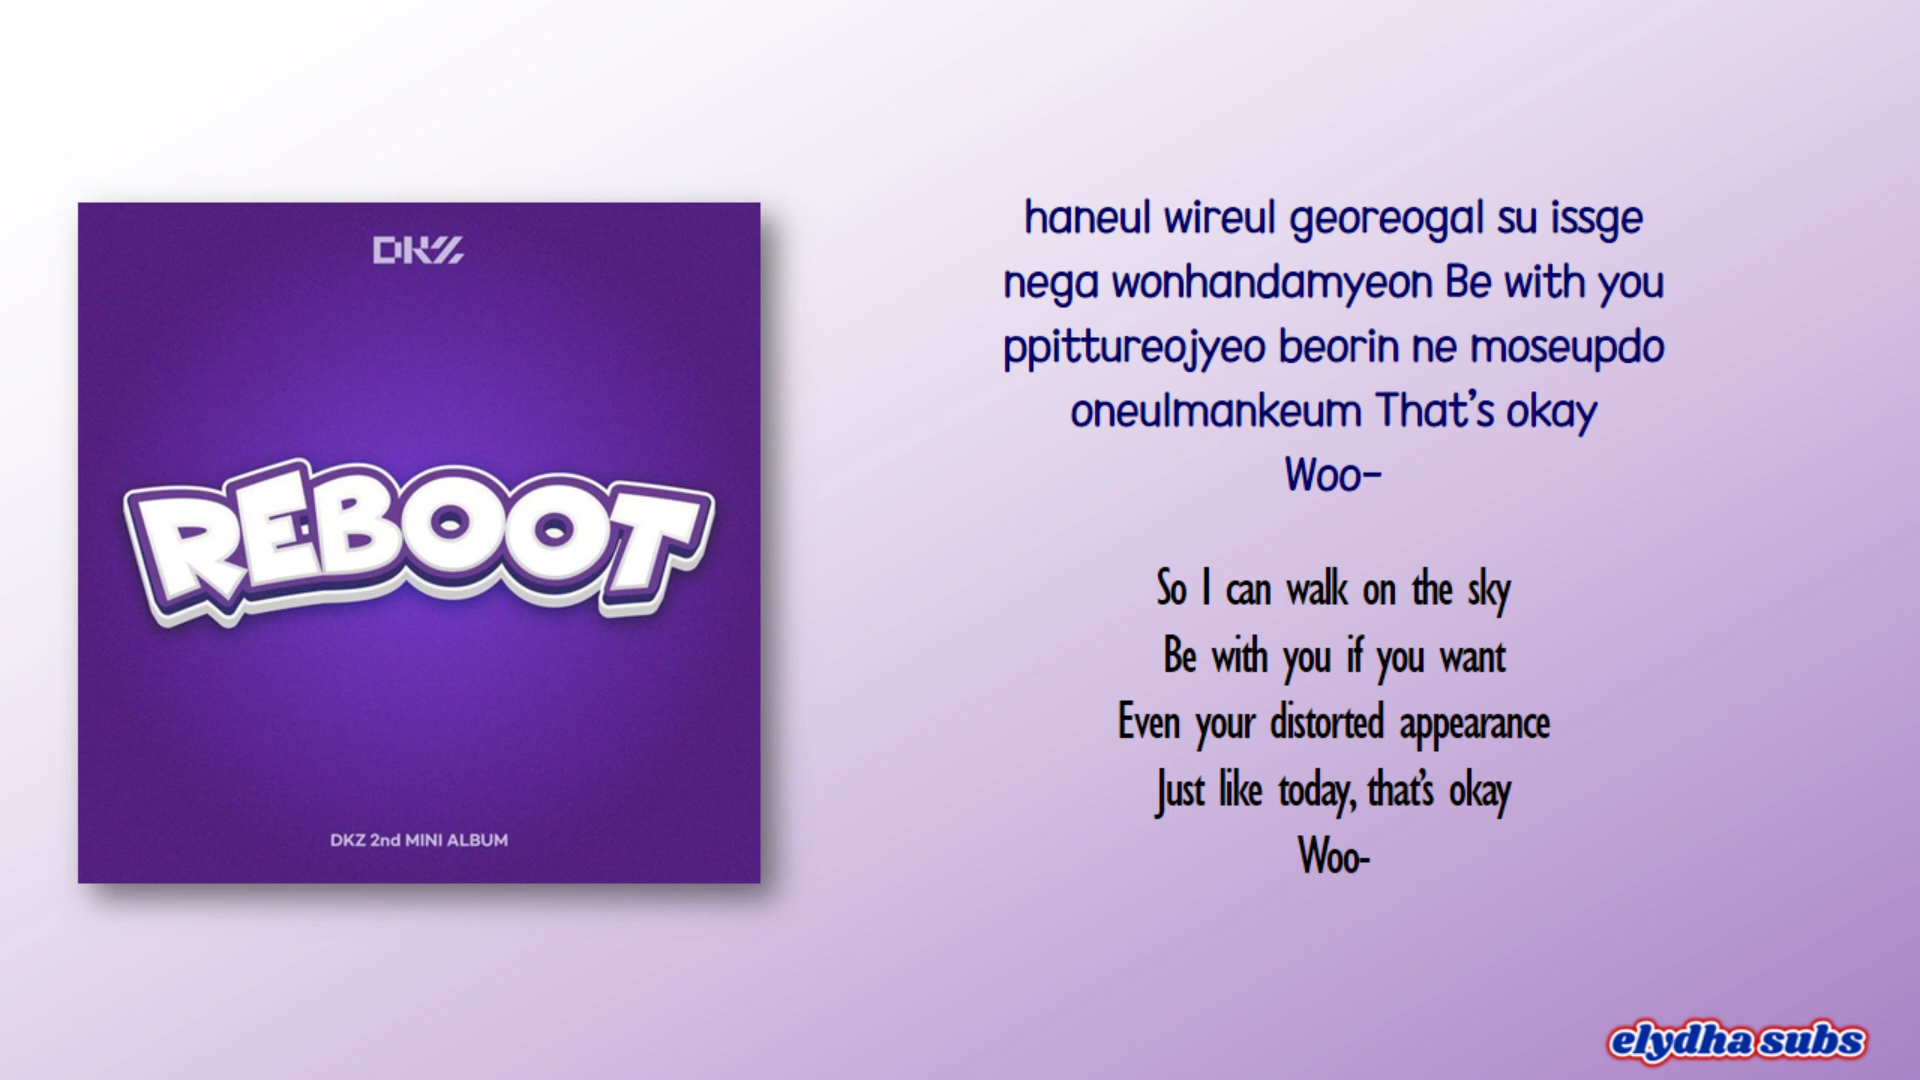 DKZ
REBOOT
DKZ 2nd MINI ALBUM
haneul wireul georeogal su issge
nega wonhandamyeon Be with you
ppittureojyeo beorin ne moseupdo
oneulmankeum That's okay
Woo-
So I can walk on the sky
Be with you if you want
Even your distorted appearance
Just like today, that's okay
Woo-
elydha subs